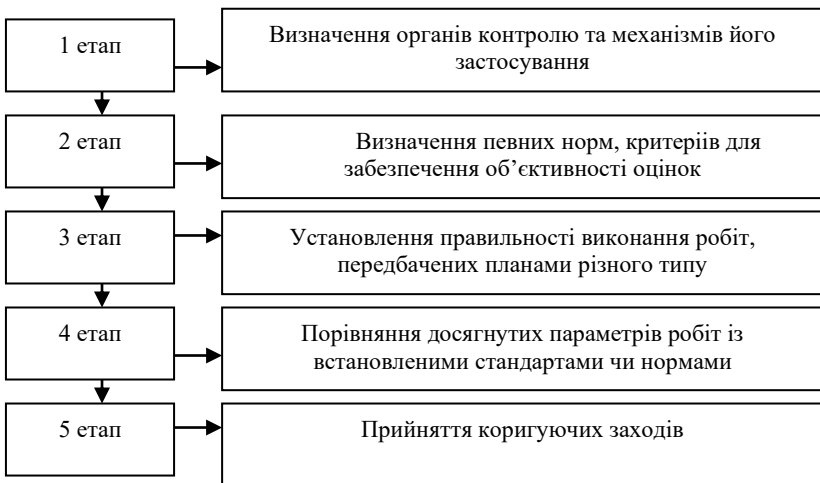 1 етап
Визначення органів контролю та механізмів його
застосування
2 етап
Визначення певних норм, критеріїв для
забезпечення об’єктивності оцінок
3 етап
Установлення правильності виконання робіт,
передбачених планами різного типу
4 етап
Порівняння досягнутих параметрів робіт із
встановленими стандартами чи нормами
5 етап
Прийняття коригуючих заходів